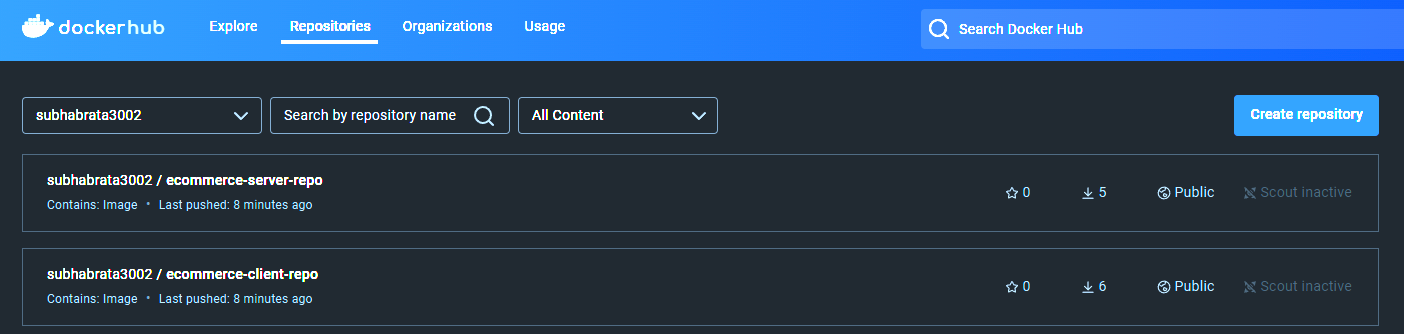 dockerhub Explore Repositories Organizations Usage Search Docker Hub
subhabrata3002 Search by repository name All Content Create repository
subhabrata3002 / ecommerce-server-repo
0 5 Public Scout inactive
Contains: Image • Last pushed: 8 minutes ago
subhabrata3002 / ecommerce-client-repo
0 6 Public Scout inactive
Contains: Image • Last pushed: 8 minutes ago